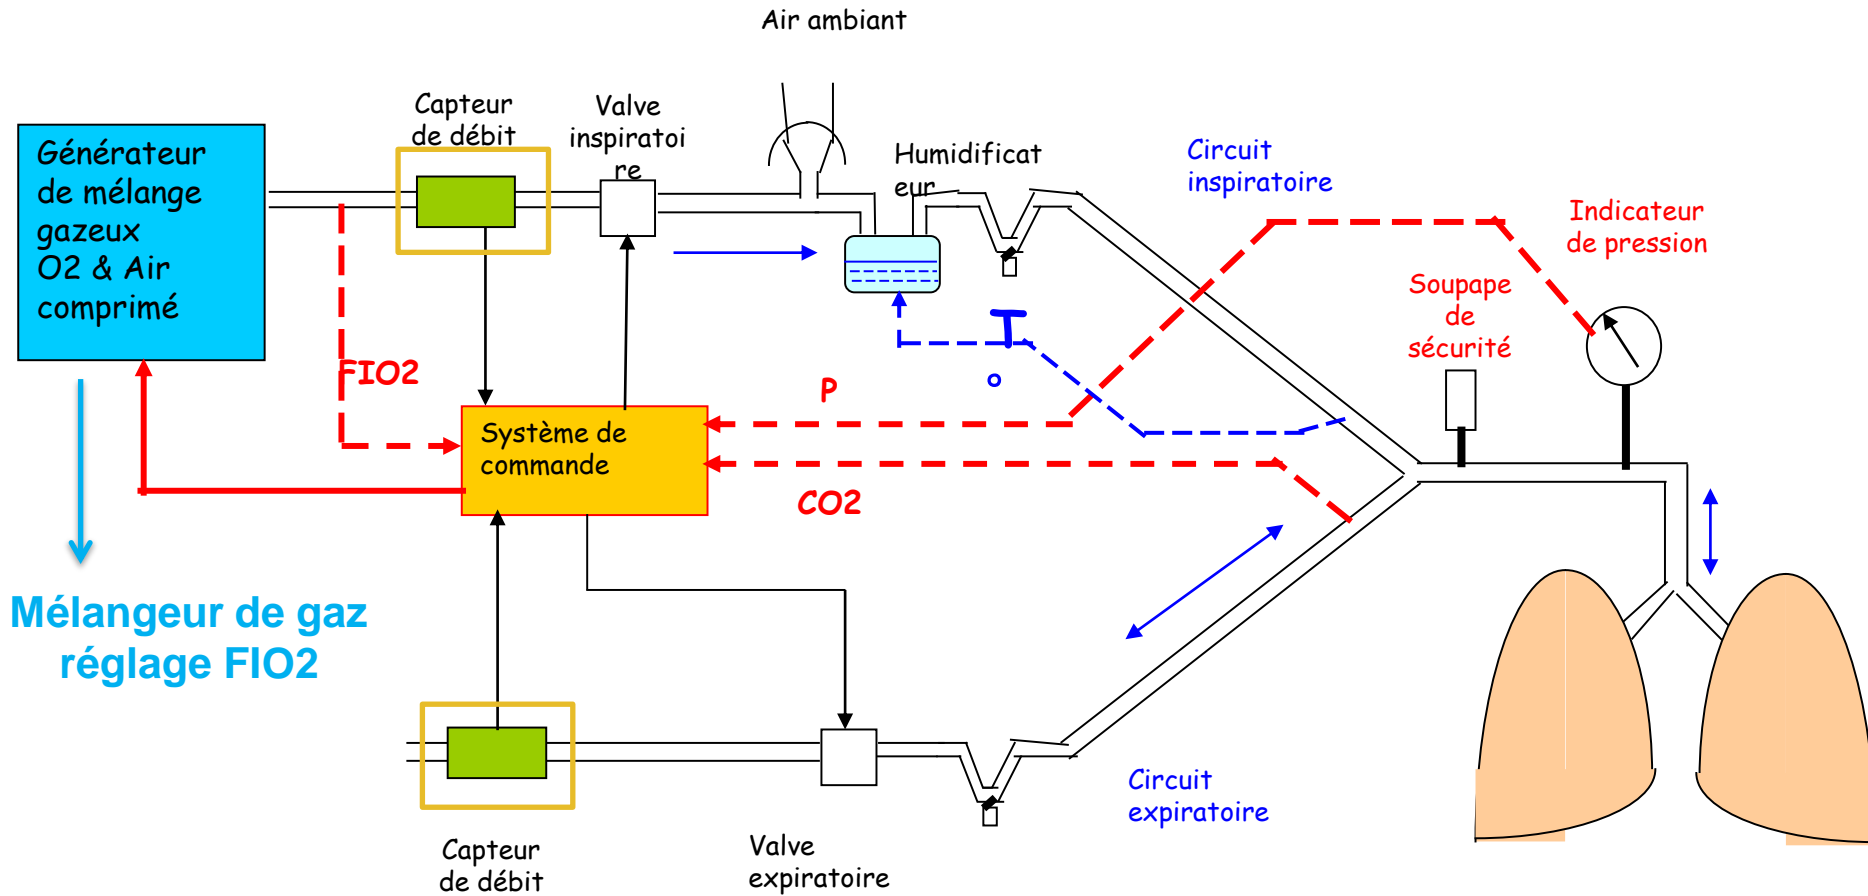 Air ambiant
Capteur
de débit
Valve
inspiratoi
re
Générateur
de mélange
gazeux
O2 & Air
comprimé
Humidificat
eur
Circuit
inspiratoire
Indicateur
de pression
Soupape
de
sécurité
FIO2
T
°
P
Système de
commande
CO2
Mélangeur de gaz
réglage FIO2
Circuit
expiratoire
Capteur
de débit
Valve
expiratoire